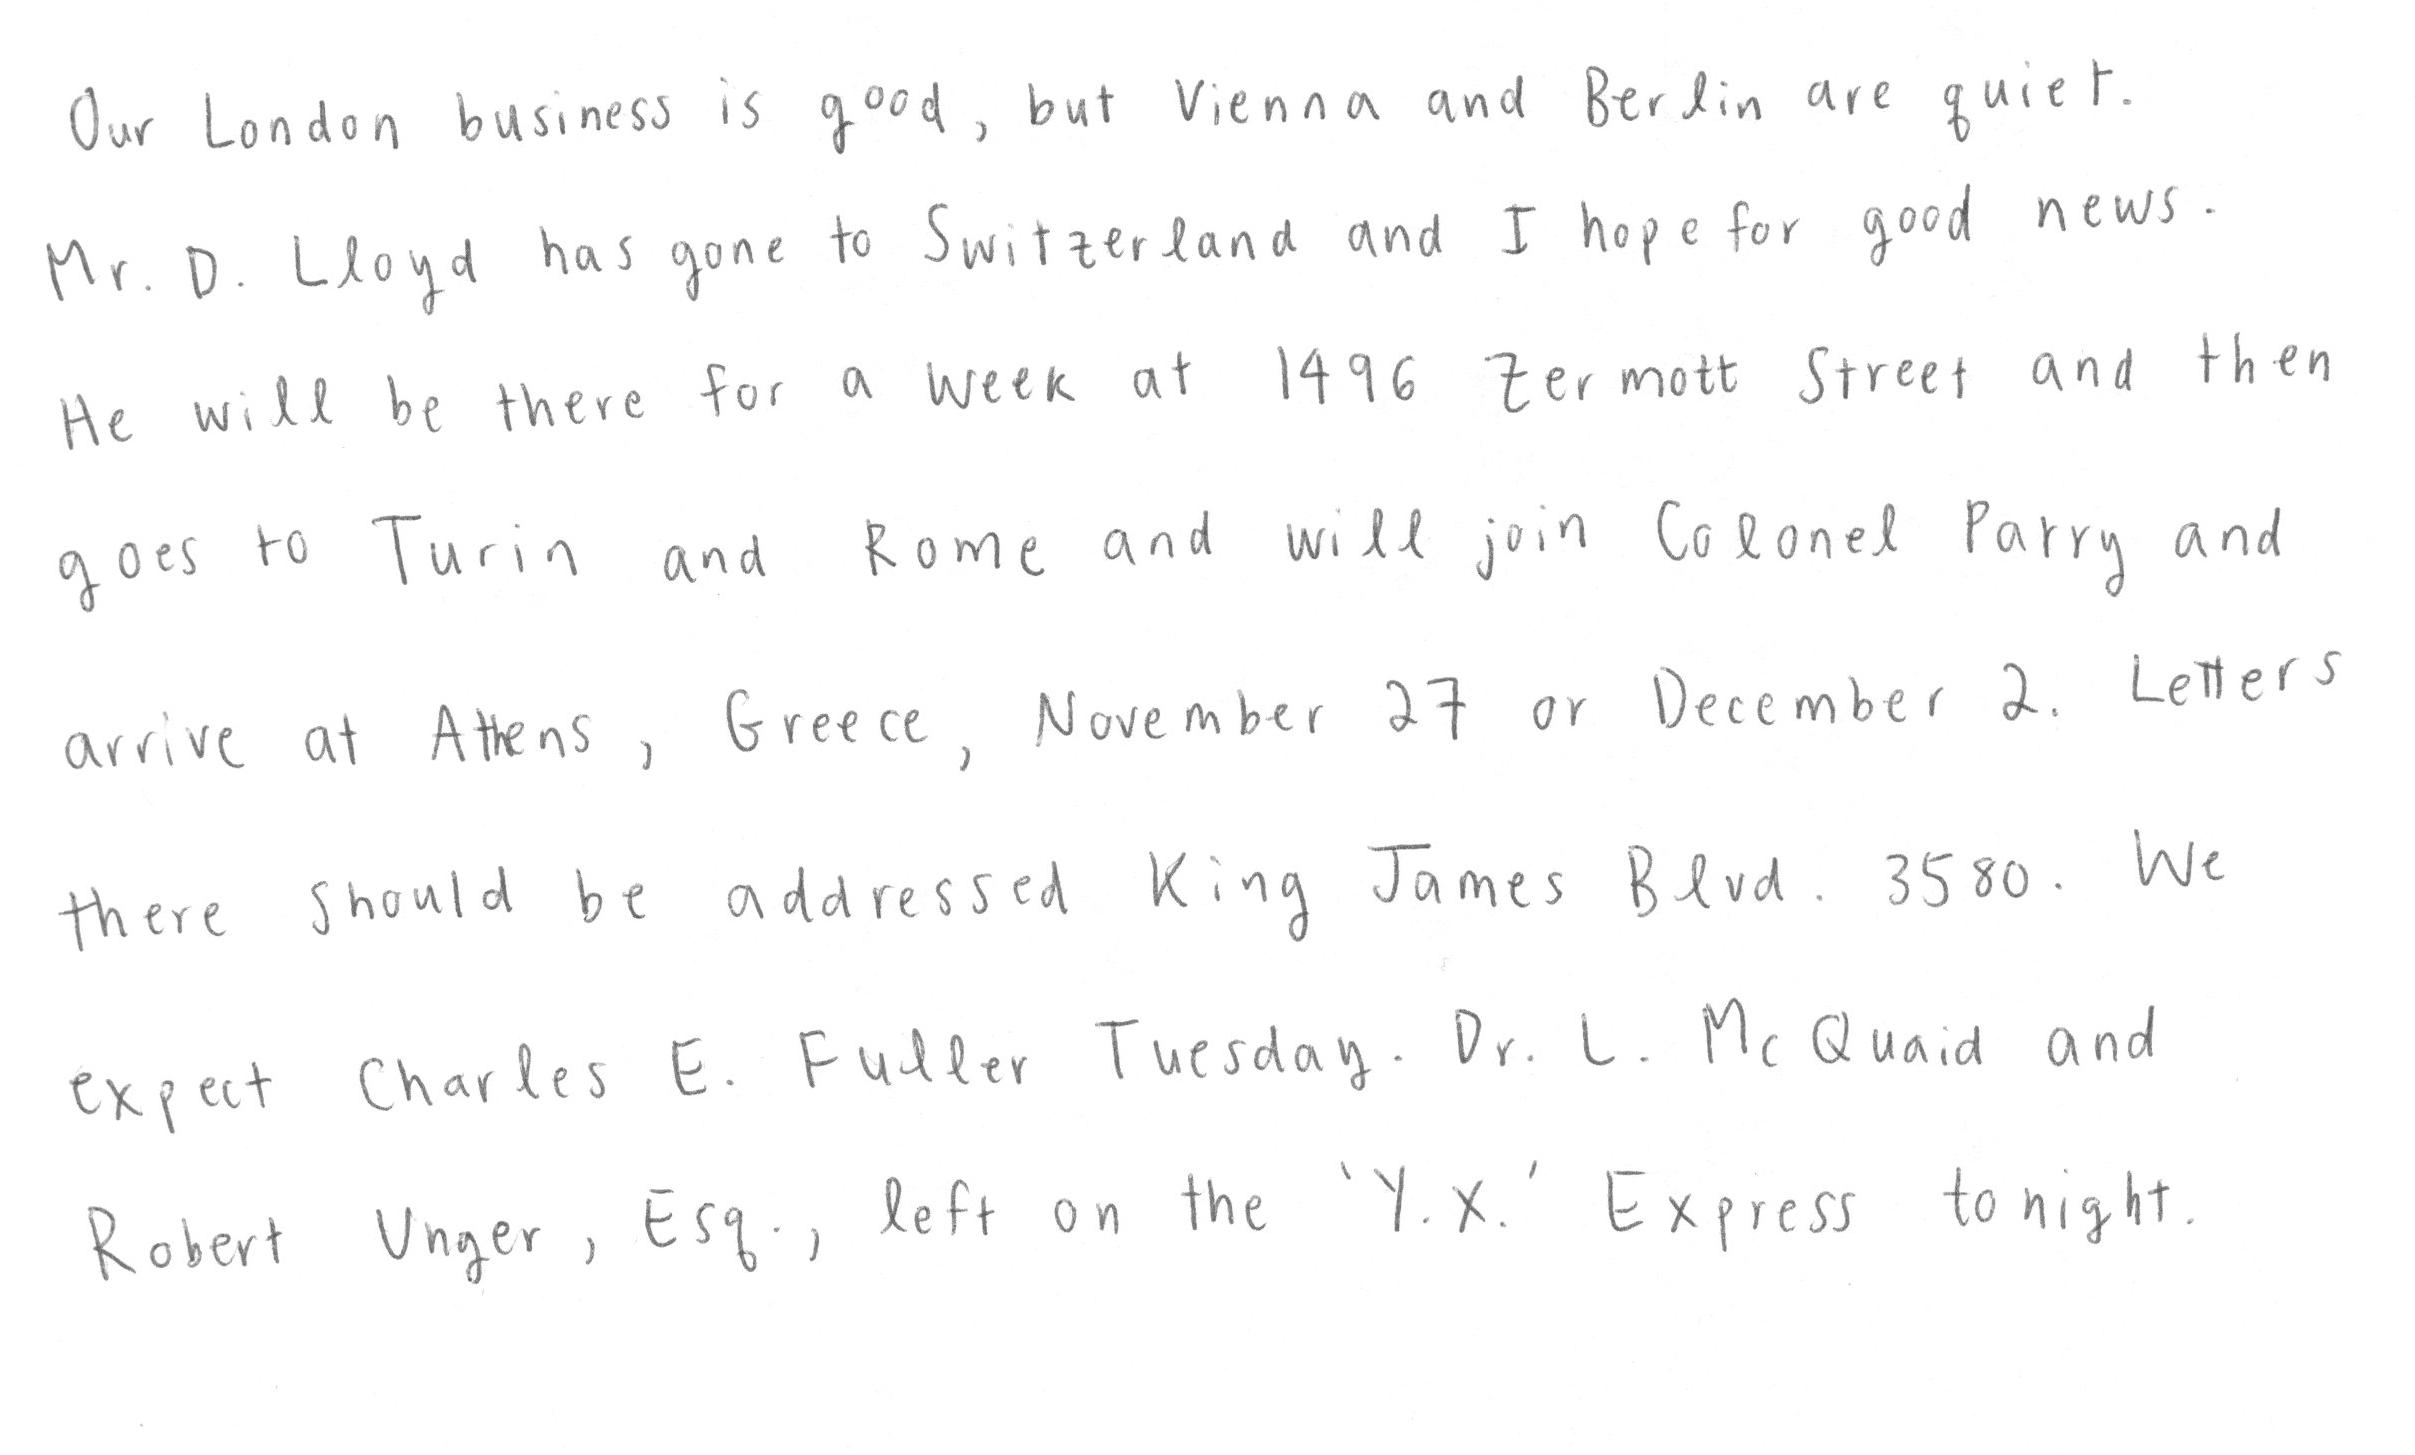 Our London business is good, but Vienna and Berlin are quiet.
Mr. D. Lloyd has gone to Switzerland and I hope for good news.
He will be there for a week at 1496 Zermott Street and then
goes to Turin and Rome and will join Colonel Parry and
arrive at Athens, Greece, November 27 or December 2. Letters
there should be addressed King James Blvd. 3580. We
expect Charles E. Fuller Tuesday. Dr. L. McQuaid and
Robert Unger, Esq., left on the 'Y.X.' Express tonight.